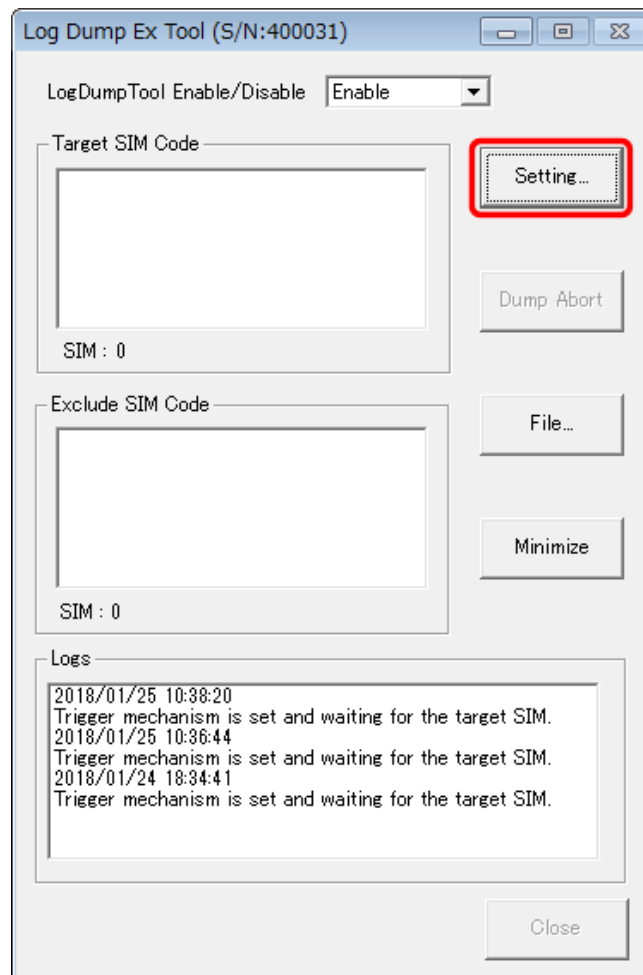 Log Dump Ex Tool (S/N:400031)
LogDumpTool Enable/Disable Enable
Target SIM Code
Setting...
SIM : 0
Dump Abort
Exclude SIM Code
File...
SIM : 0
Minimize
Logs
2018/01/25 10:38:20
Trigger mechanism is set and waiting for the target SIM.
2018/01/25 10:36:44
Trigger mechanism is set and waiting for the target SIM.
2018/01/24 18:34:41
Trigger mechanism is set and waiting for the target SIM.
Close